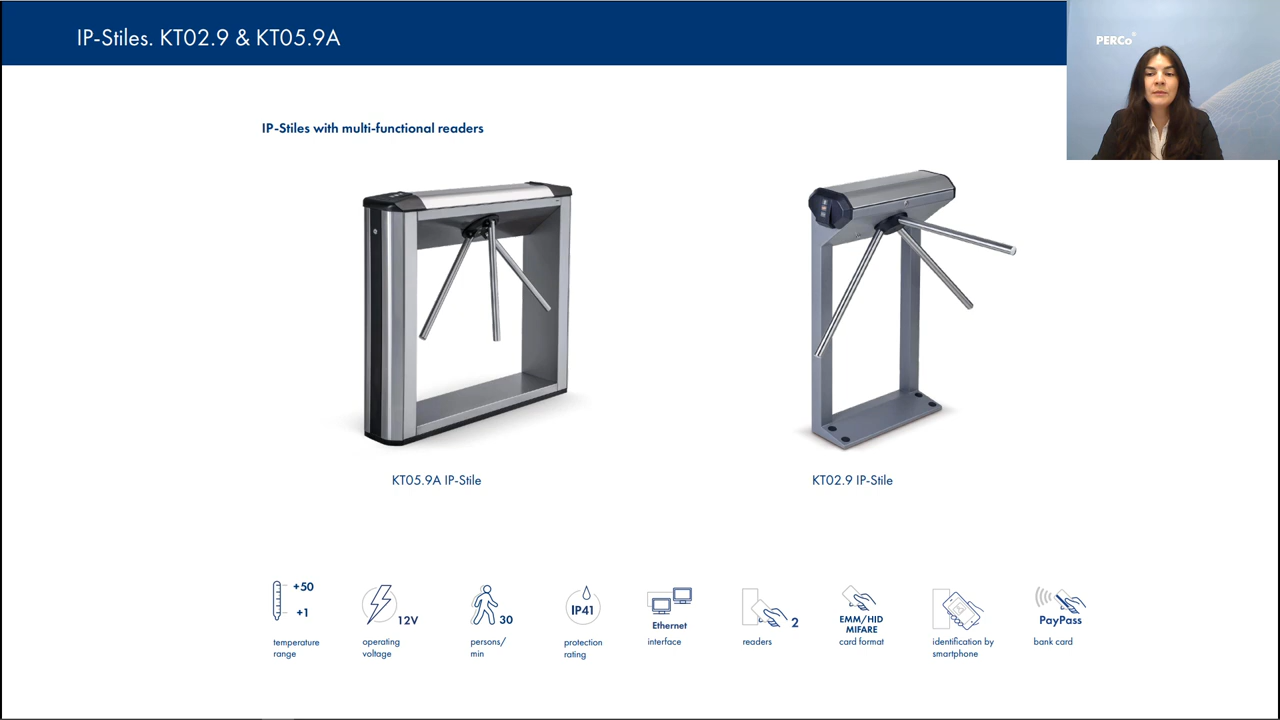 IP-Stiles. KT02.9 & KT05.9A
PERCo
IP-Stiles with multi-functional readers
KT05.9A IP-Stile
KT02.9 IP-Stile
+50
+1
temperature
range
12V
operating
voltage
30
persons/
min
IP41
protection
rating
Ethernet
interface
2
readers
EMM/HID
MIFARE
card format
identification by
smartphone
PayPass
bank card